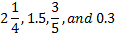 2 1/4, 1.5, 3/5, and 0.3